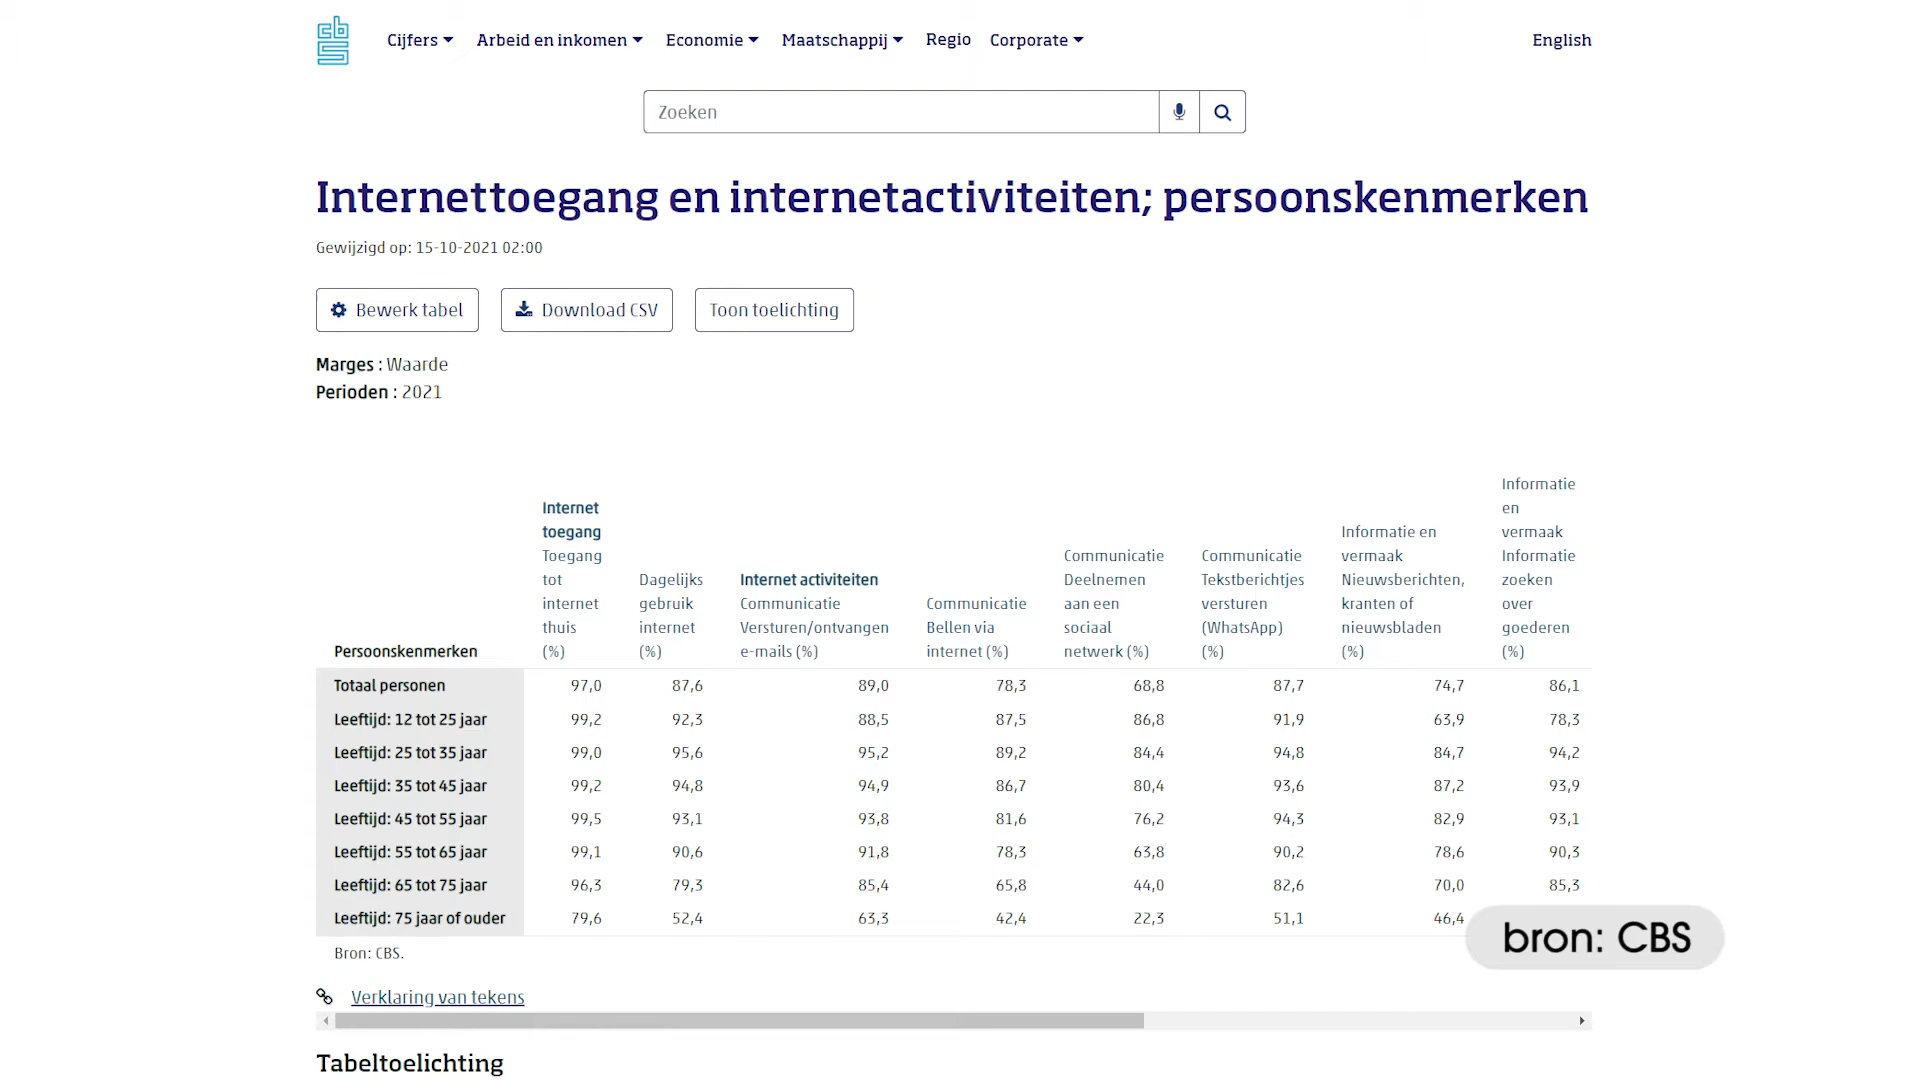 cbs
Cijfers Arbeid en inkomen Economie Maatschappij Regio Corporate English
Zoeken
Internettoegang en internetactiviteiten; persoonskenmerken
Gewijzigd op: 15-10-2021 02:00
Bewerk tabel Download CSV Toon toelichting
Marges : Waarde
Perioden : 2021
Persoonskenmerken
Internet
toegang
Toegang
tot
internet
thuis
(%)
Dagelijks
gebruik
internet
(%)
Internet activiteiten
Communicatie
Versturen/ontvangen
e-mails (%)
Communicatie
Bellen via
internet (%)
Communicatie
Deelnemen
aan een
sociaal
netwerk (%)
Communicatie
Tekstberichtjes
versturen
(WhatsApp)
(%)
Informatie en
vermaak
Nieuwsberichten,
kranten of
nieuwsbladen
(%)
Informatie
en
vermaak
Informatie
zoeken
over
goederen
(%)
Totaal personen 97,0 87,6 89,0 78,3 68,8 87,7 74,7 86,1
Leeftijd: 12 tot 25 jaar 99,2 92,3 88,5 87,5 86,8 91,9 63,9 78,3
Leeftijd: 25 tot 35 jaar 99,0 95,6 95,2 89,2 84,4 94,8 84,7 94,2
Leeftijd: 35 tot 45 jaar 99,2 94,8 94,9 86,7 80,4 93,6 87,2 93,9
Leeftijd: 45 tot 55 jaar 99,5 93,1 93,8 81,6 76,2 94,3 82,9 93,1
Leeftijd: 55 tot 65 jaar 99,1 90,6 91,8 78,3 63,8 90,2 78,6 90,3
Leeftijd: 65 tot 75 jaar 96,3 79,3 85,4 65,8 44,0 82,6 70,0 85,3
Leeftijd: 75 jaar of ouder 79,6 52,4 63,3 42,4 22,3 51,1 46,4
bron: CBS
Bron: CBS.
Verklaring van tekens
Tabeltoelichting